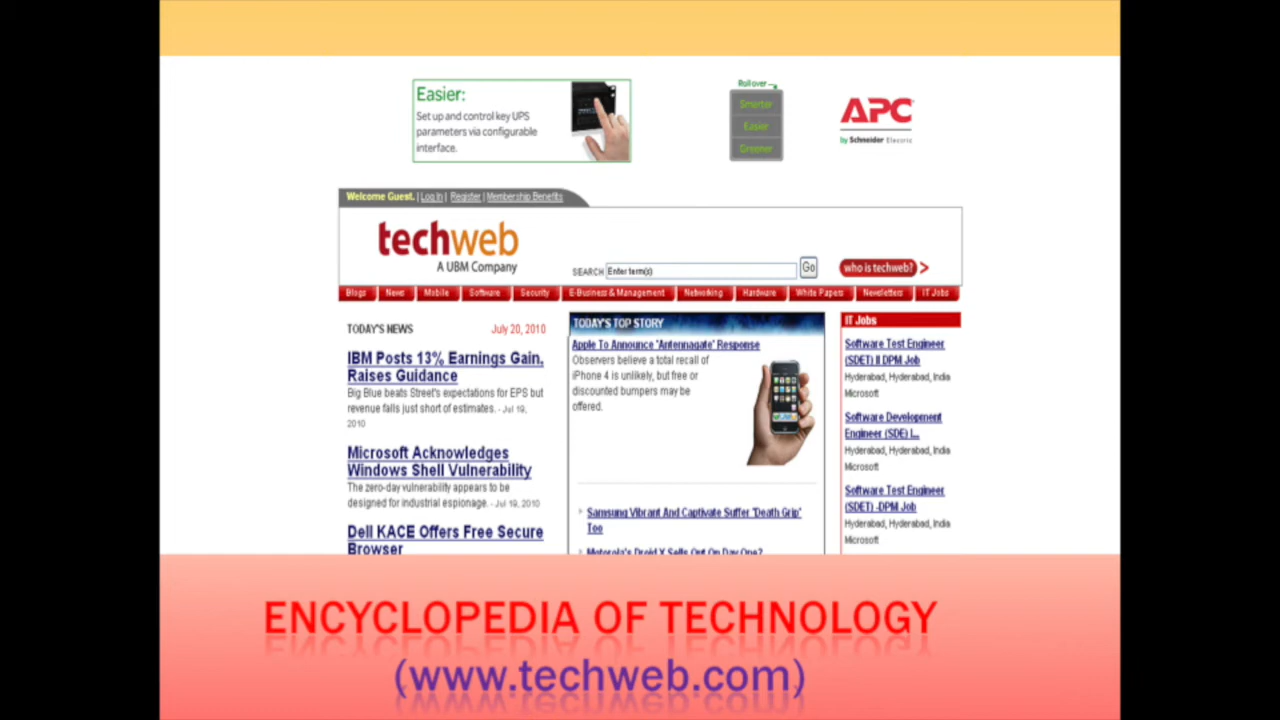 Easier:
Set up and control key UPS
parameters via configurable
interface.
Roll over
Smarter
Easier
Greener
APC
by Schneider Electric
Welcome Guest. | Log In | Register | Membership Benefits
techweb
A UBM Company
SEARCH Enter term(s) Go
who is techweb? >
Blogs News Mobile Software Security E-Business & Management Networking Hardware White Papers Newsletters IT Jobs
TODAY'S NEWS July 20, 2010
IBM Posts 13% Earnings Gain,
Raises Guidance
Big Blue beats Street's expectations for EPS but
revenue falls just short of estimates. - Jul 19,
2010
Microsoft Acknowledges
Windows Shell Vulnerability
The zero-day vulnerability appears to be
designed for industrial espionage. - Jul 19, 2010
Dell KACE Offers Free Secure
Browser
TODAY'S TOP STORY
Apple To Announce 'Antennagate' Response
Observers believe a total recall of
iPhone 4 is unlikely, but free or
discounted bumpers may be
offered.
Samsung Vibrant And Captivate Suffer 'Death Grip'
Too
Motorola's Droid X Sells Out On Day One?
IT Jobs
Software Test Engineer
(SDET) II DPM Job
Hyderabad, Hyderabad, India
Microsoft
Software Development
Engineer (SDE) I...
Hyderabad, Hyderabad, India
Microsoft
Software Test Engineer
(SDET) -DPM Job
Hyderabad, Hyderabad, India
Microsoft
ENCYCLOPEDIA OF TECHNOLOGY
(www.techweb.com)